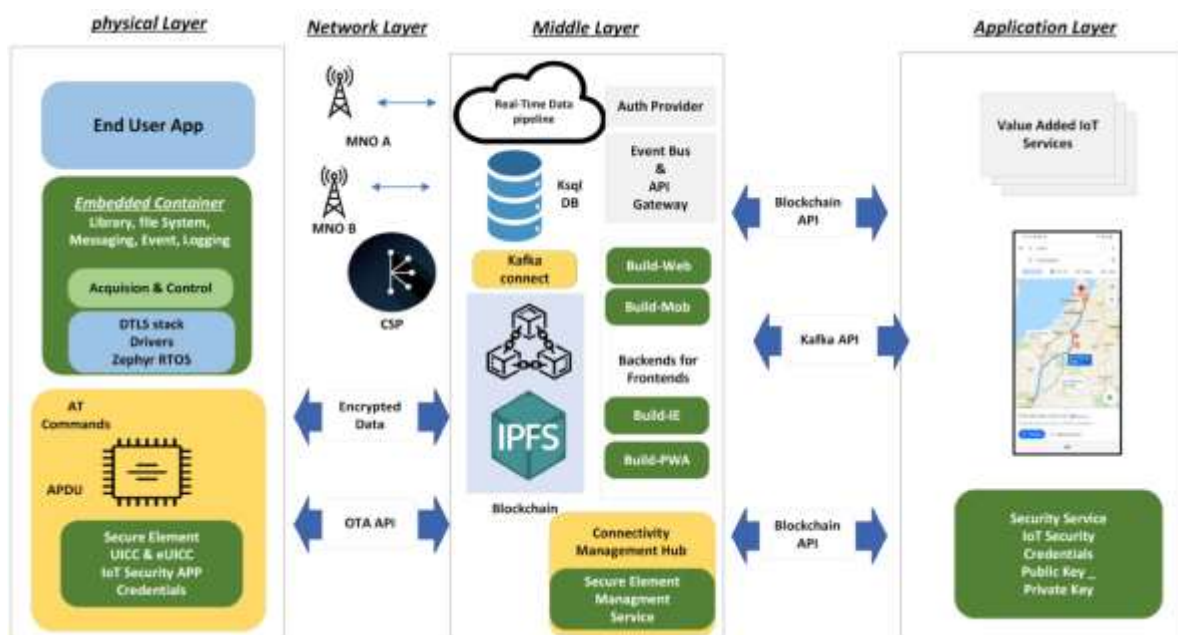 physical Layer
Network Layer
Middle Layer
Application Layer
End User App
Embedded Container
Library, file System,
Messaging, Event, Logging
Acquision & Control
DTLS stack
Drivers
Zephyr RTOS
AT
Commands
APDU
Secure Element
UICC & eUICC
IoT Security APP
Credentials
MNO A
MNO B
CSP
Encrypted
Data
OTA API
Real-Time Data
pipeline
Ksql
DB
Kafka
connect
IPFS
Blockchain
Auth Provider
Event Bus
&
API
Gateway
Build-Web
Build-Mob
Backends for
Frontends
Build-IE
Build-PWA
Connectivity
Management Hub
Secure Element
Managment
Service
Blockchain
API
Kafka API
Blockchain
API
Value Added IoT
Services
Security Service
IoT Security
Credentials
Public Key _
Private Key